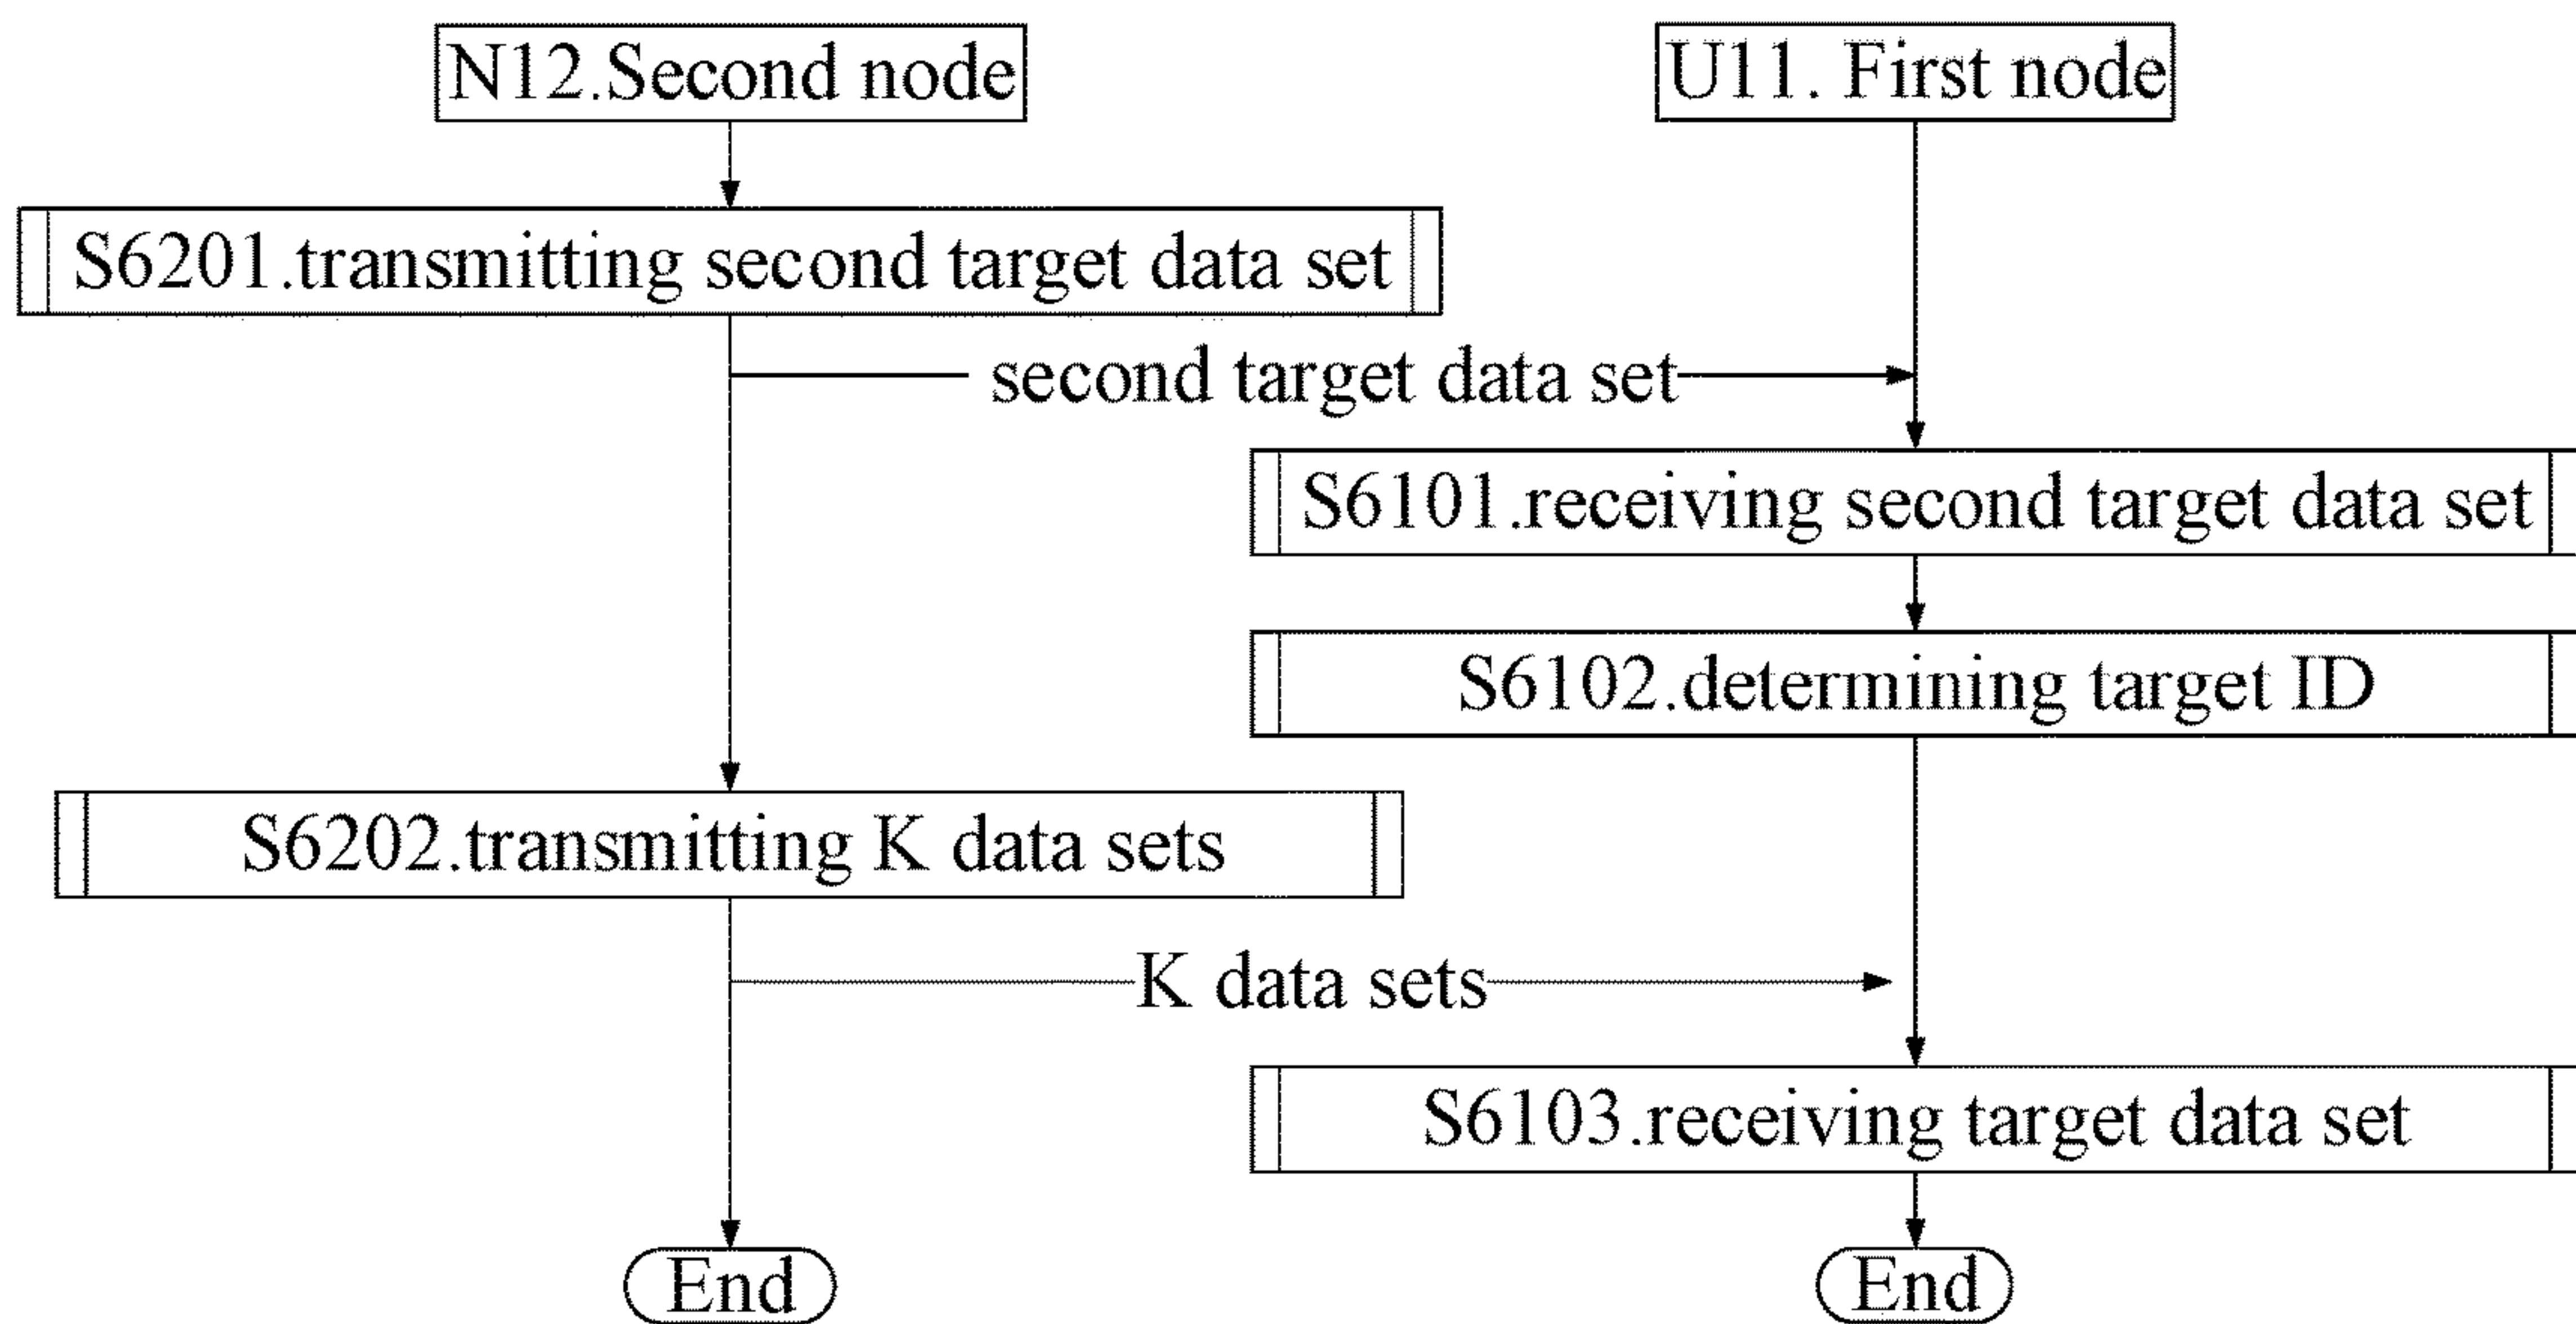 N12.Second node
U11. First node
S6201.transmitting second target data set
second target data set
S6101.receiving second target data set
S6102.determining target ID
S6202.transmitting K data sets
K data sets
S6103.receiving target data set
End
End